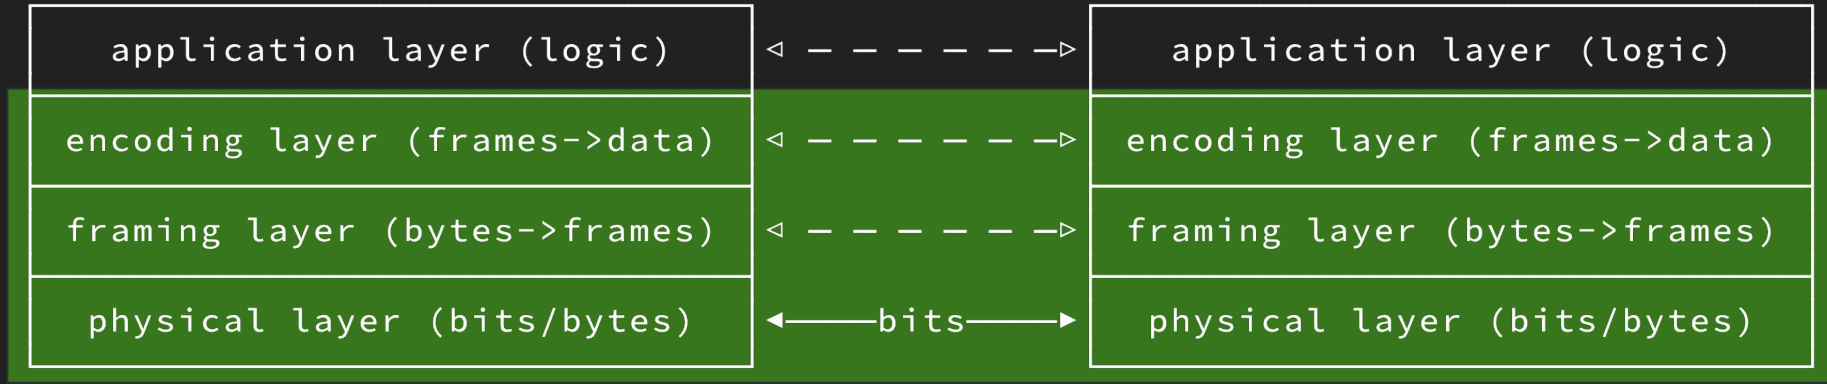 application layer (logic) application layer (logic)
encoding layer (frames->data) encoding layer (frames->data)
framing layer (bytes->frames) framing layer (bytes->frames)
physical layer (bits/bytes) bits physical layer (bits/bytes)